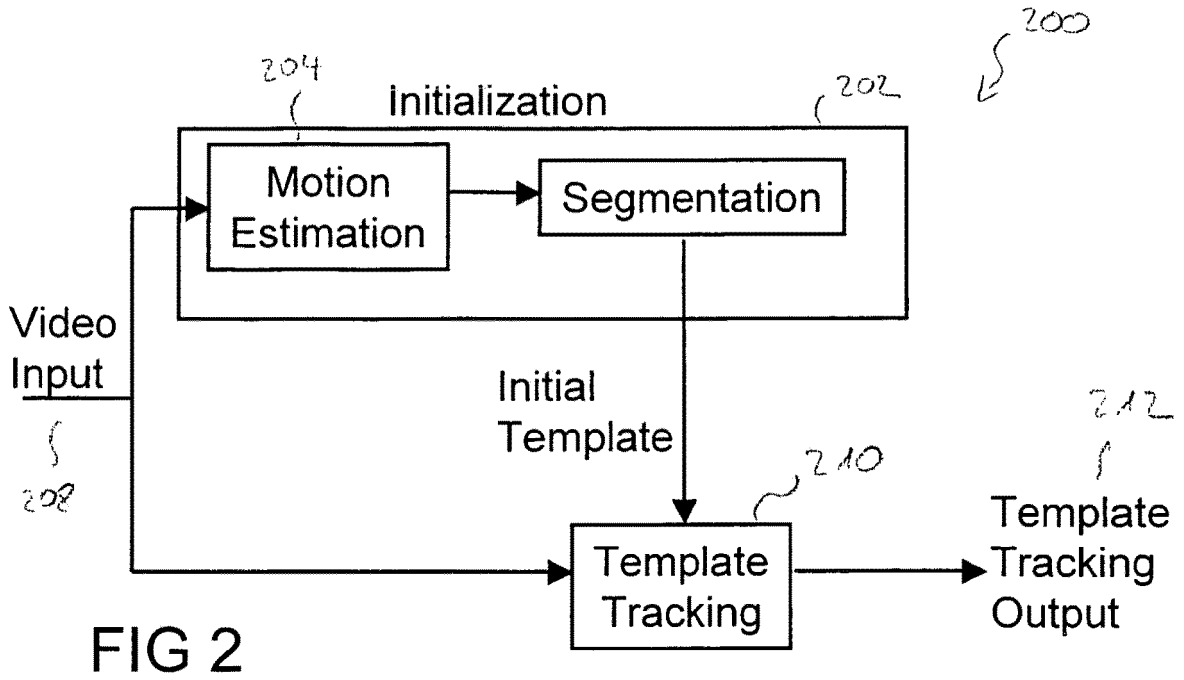 200
204
Initialization
202
Motion
Estimation
Segmentation
Video
Input
208
Initial
Template
210
212
Template
Tracking
Template
Tracking
Output
FIG 2